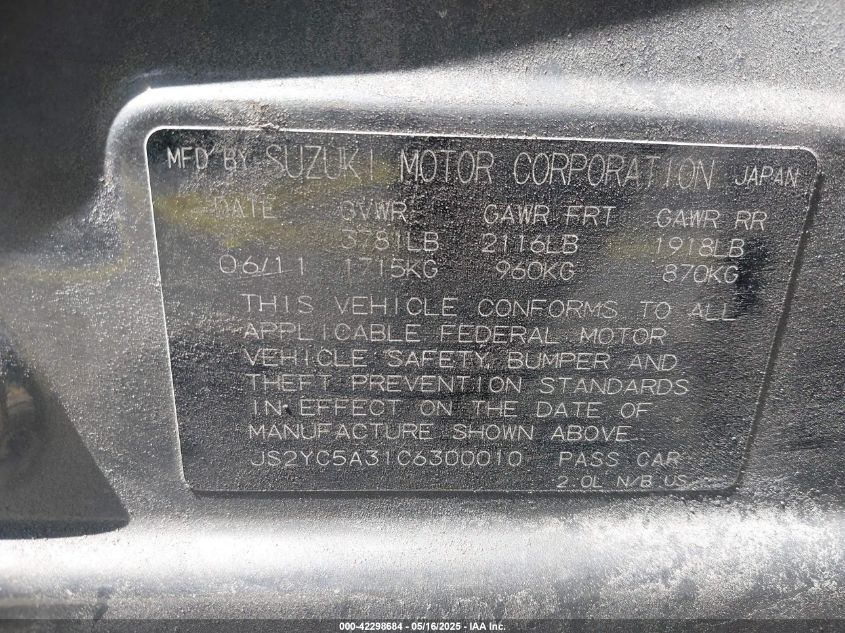 MFD BY SUZUKI MOTOR CORPORATION JAPAN
DATE GVWR GAWR FRT GAWR RR
3781LB 2116LB 1918LB
06/11 1715KG 960KG 870KG
THIS VEHICLE CONFORMS TO ALL
APPLICABLE FEDERAL MOTOR
VEHICLE SAFETY, BUMPER AND
THEFT PREVENTION STANDARDS
IN EFFECT ON THE DATE OF
MANUFACTURE SHOWN ABOVE
JS2YC5A31C6300010 PASS CAR
2.0L N/B US
000-42298684 - 05/16/2025 - IAA Inc.